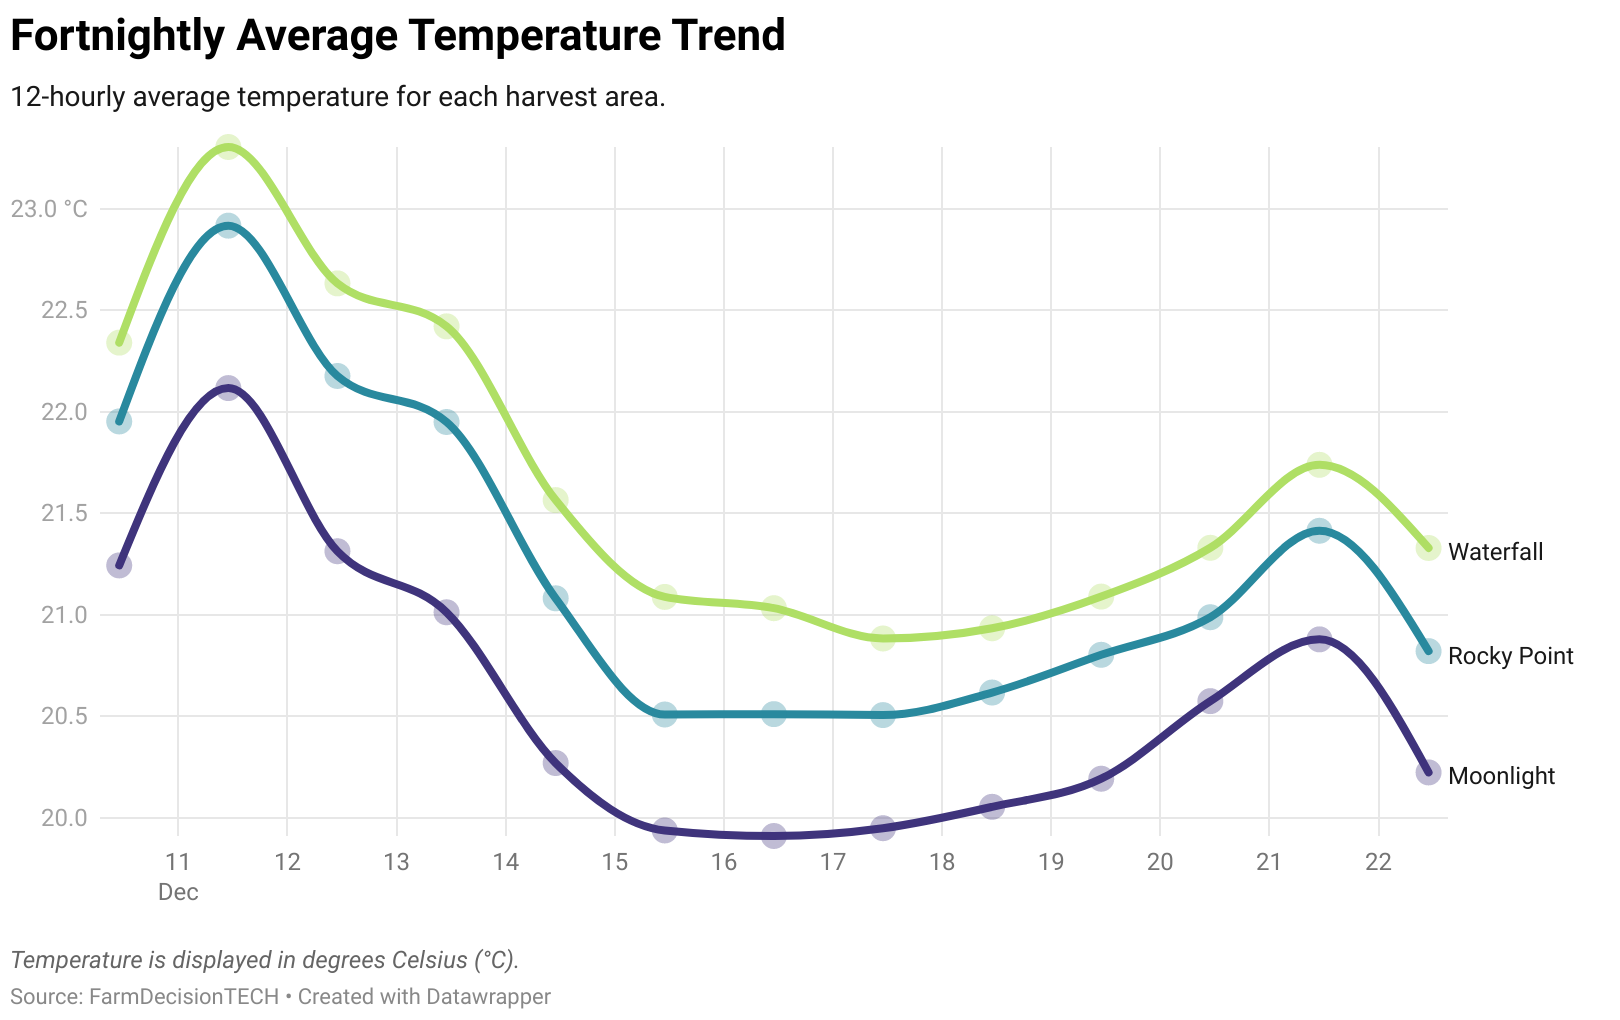 Fortnightly Average Temperature Trend
12-hourly average temperature for each harvest area.
23.0 °C
22.5
22.0
21.5
21.0
20.5
20.0
Waterfall
Rocky Point
Moonlight
11 12 13 14 15 16 17 18 19 20 21 22
Dec
Temperature is displayed in degrees Celsius (°C).
Source: FarmDecisionTECH • Created with Datawrapper